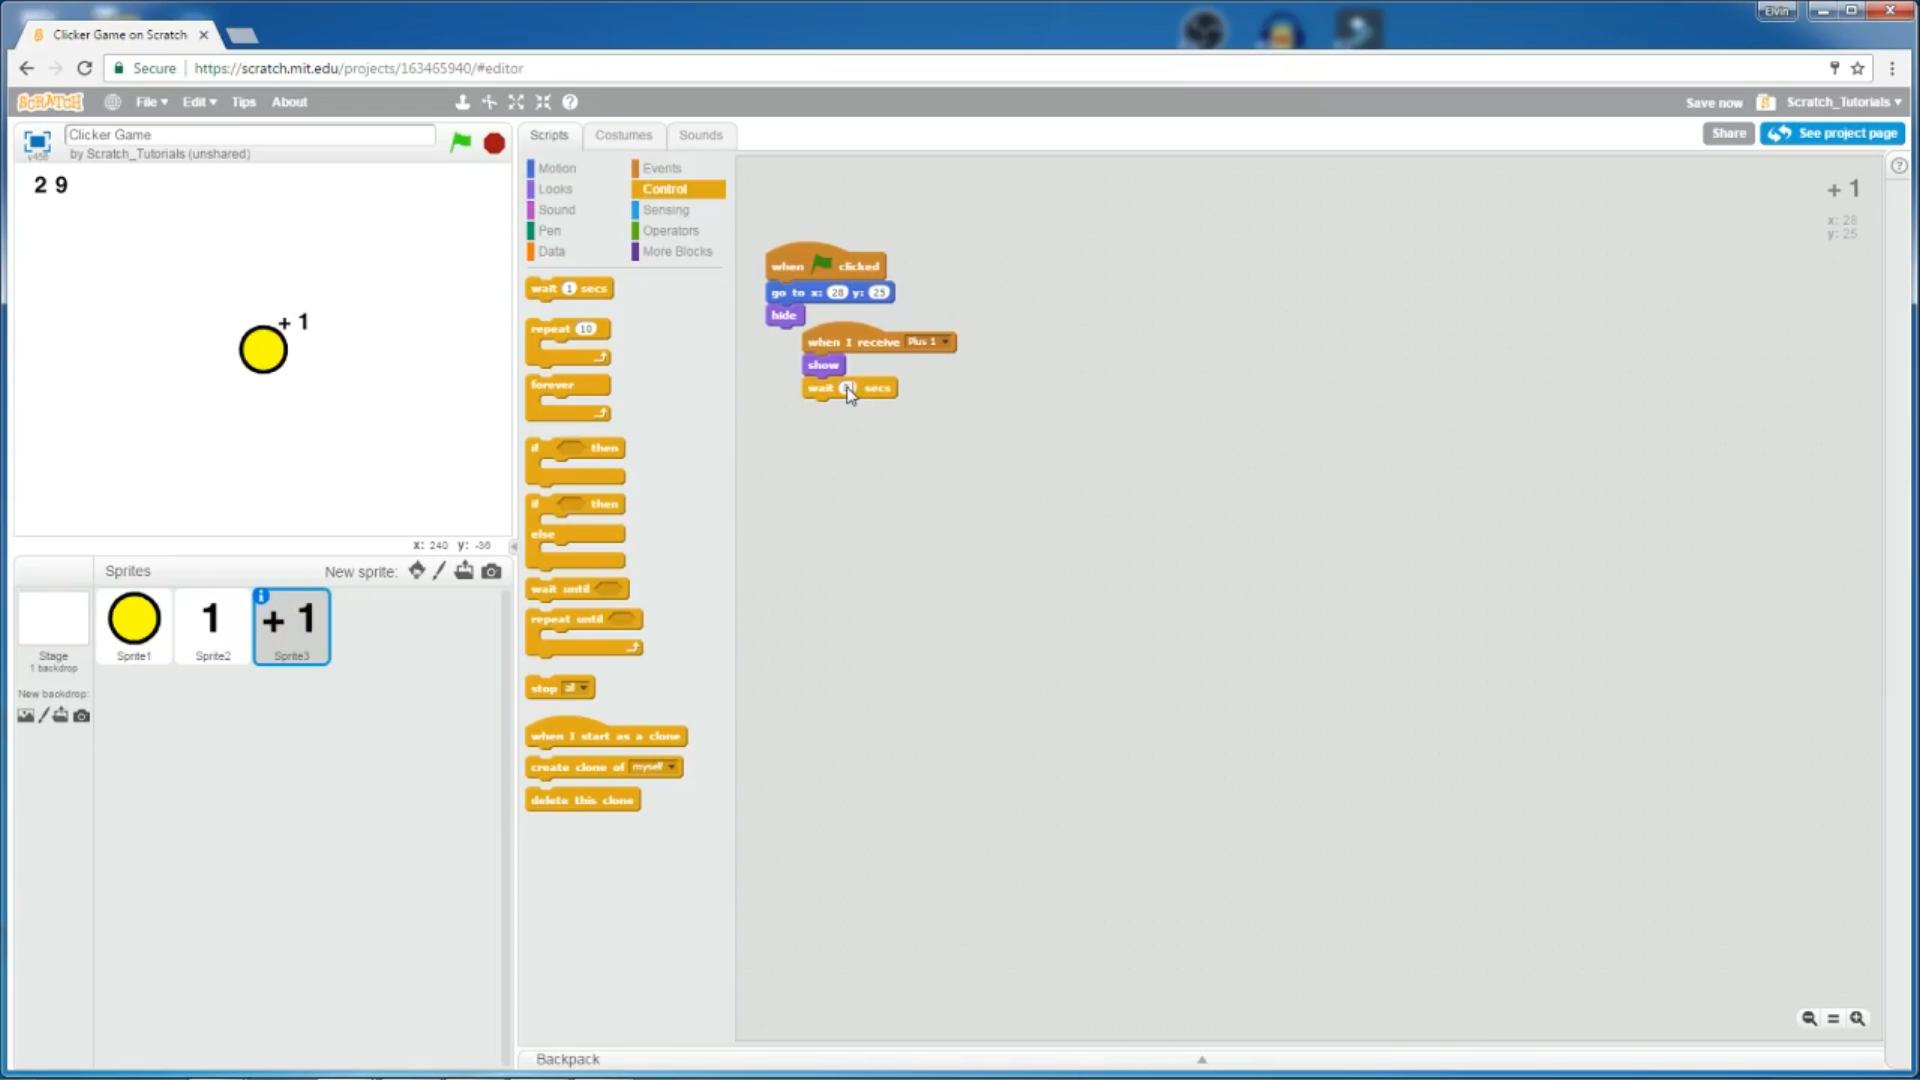 Elvin
Clicker Game on Scratch
Secure https://scratch.mit.edu/projects/163465940/#editor
SCRATCH File Edit Tips About Save now Scratch_Tutorials
Clicker Game
by Scratch_Tutorials (unshared)
v456
Scripts Costumes Sounds
Share See project page
2 9
+ 1
x: 240 y: -36
Motion Events
Looks Control
Sound Sensing
Pen Operators
Data More Blocks
wait 1 secs
repeat 10
forever
if then
if then
else
wait until
repeat until
stop all
when I start as a clone
create clone of myself
delete this clone
when clicked
go to x: 28 y: 25
hide
when I receive Plus 1
show
wait secs
+ 1
x: 28
y: 25
Sprites New sprite:
1
+ 1
Stage
1 backdrop
Sprite1
Sprite2
Sprite3
New backdrop:
Backpack